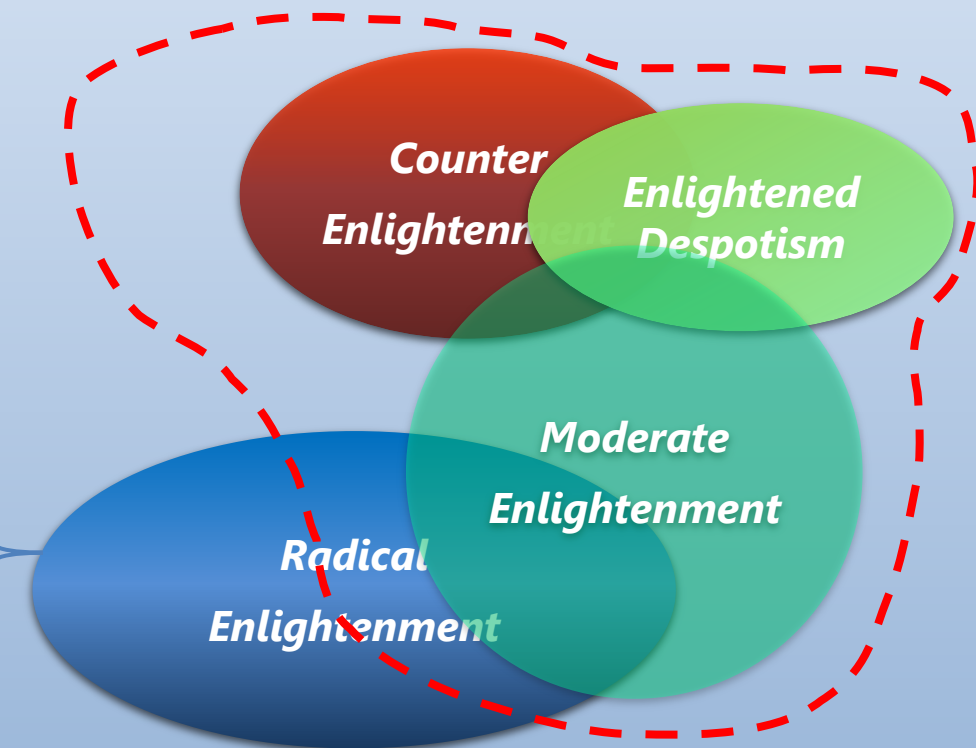 Counter
Enlightenment
Enlightened
Despotism
Moderate
Enlightenment
Radical
Enlightenment